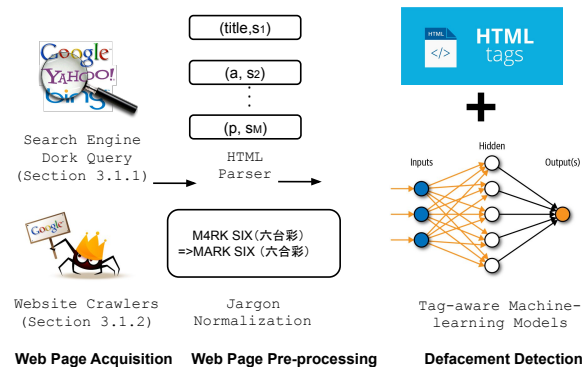 Google
YAHOO!
bing
Search Engine
Dork Query
(Section 3.1.1)
Google
Website Crawlers
(Section 3.1.2)
Web Page Acquisition
(title,s1)
(a, s2)
(p, sM)
HTML
Parser
M4RK SIX(六台彩)
=>MARK SIX (六合彩)
Jargon
Normalization
Web Page Pre-processing
HTML
</>
HTML
tags
+
Inputs
Hidden
Output(s)
Tag-aware Machine-
learning Models
Defacement Detection